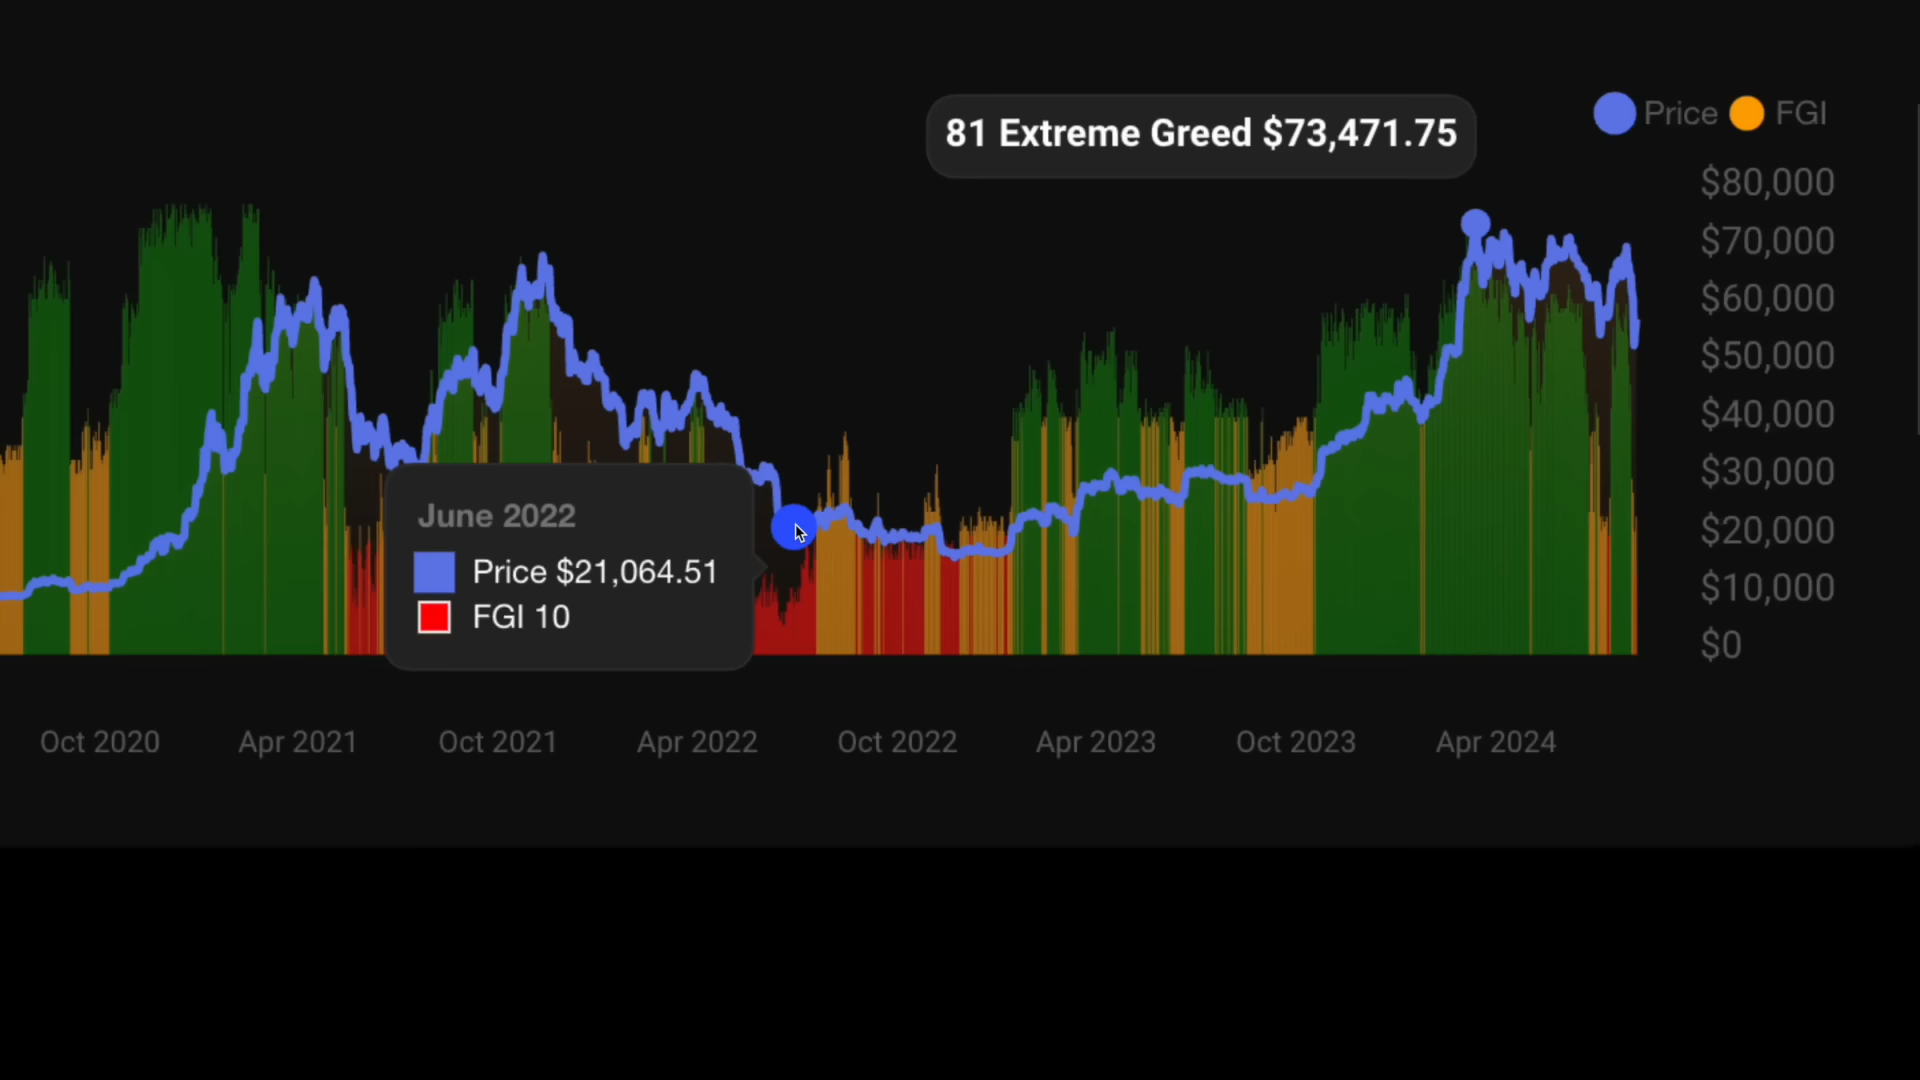 81 Extreme Greed $73,471.75
Price FGI
$80,000
$70,000
$60,000
$50,000
$40,000
$30,000
$20,000
$10,000
$0
June 2022
Price $21,064.51
FGI 10
Oct 2020 Apr 2021 Oct 2021 Apr 2022 Oct 2022 Apr 2023 Oct 2023 Apr 2024